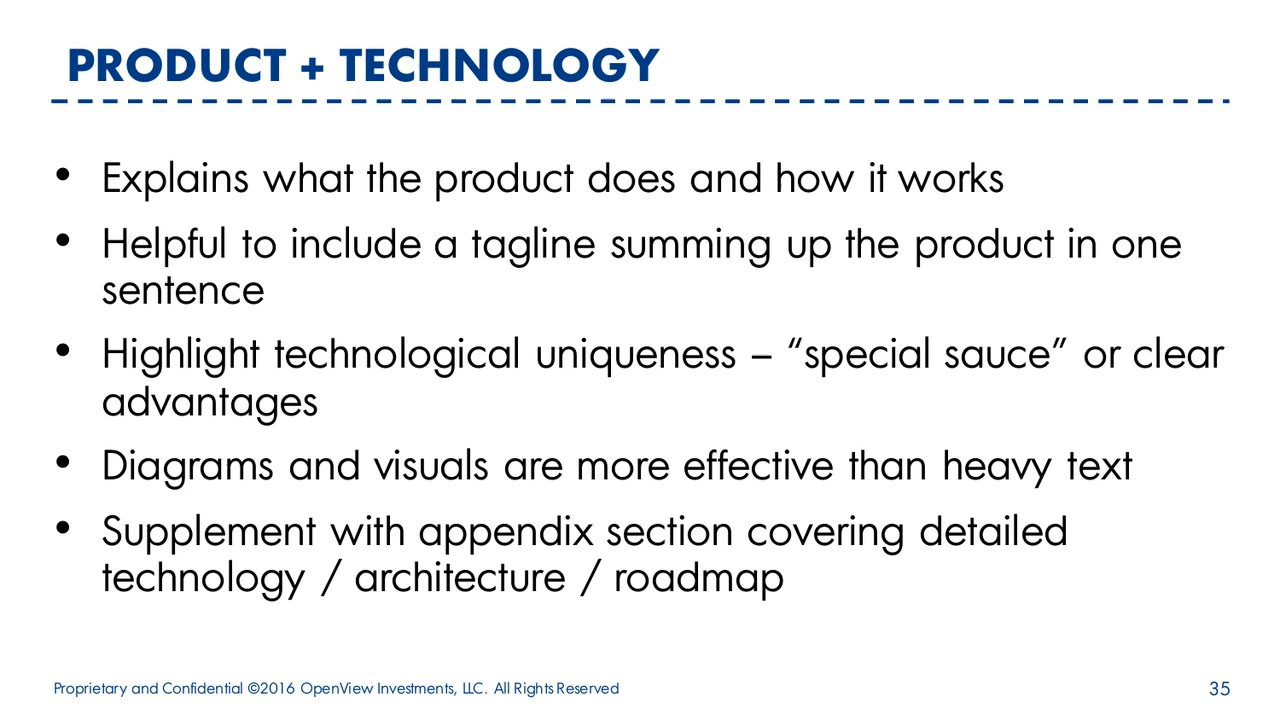 PRODUCT + TECHNOLOGY
• Explains what the product does and how it works
• Helpful to include a tagline summing up the product in one
sentence
• Highlight technological uniqueness – “special sauce” or clear
advantages
• Diagrams and visuals are more effective than heavy text
• Supplement with appendix section covering detailed
technology / architecture / roadmap
Proprietary and Confidential ©2016 OpenView Investments, LLC. All Rights Reserved
35